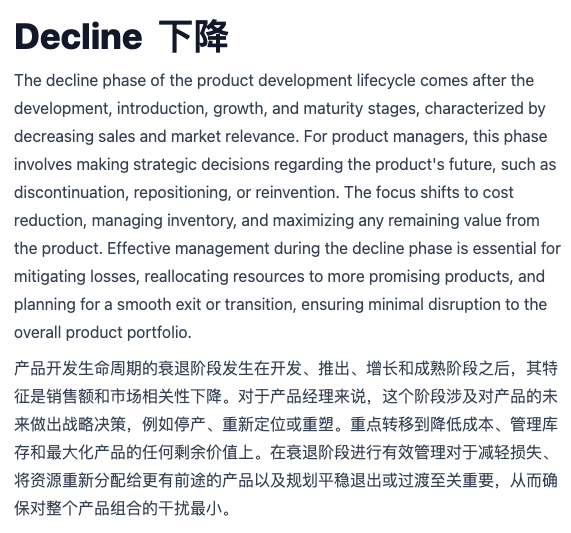 Decline 下降
The decline phase of the product development lifecycle comes after the
development, introduction, growth, and maturity stages, characterized by
decreasing sales and market relevance. For product managers, this phase
involves making strategic decisions regarding the product's future, such as
discontinuation, repositioning, or reinvention. The focus shifts to cost
reduction, managing inventory, and maximizing any remaining value from
the product. Effective management during the decline phase is essential for
mitigating losses, reallocating resources to more promising products, and
planning for a smooth exit or transition, ensuring minimal disruption to the
overall product portfolio.
产品开发生命周期的衰退阶段发生在开发、推出、增长和成熟阶段之后，其特
征是销售额和市场相关性下降。对于产品经理来说，这个阶段涉及对产品的未
来做出战略决策，例如停产、重新定位或重塑。重点转移到降低成本、管理库
存和最大化产品的任何剩余价值上。在衰退阶段进行有效管理对于减轻损失、
将资源重新分配给更有前途的产品以及规划平稳退出或过渡至关重要，从而确
保对整个产品组合的干扰最小。